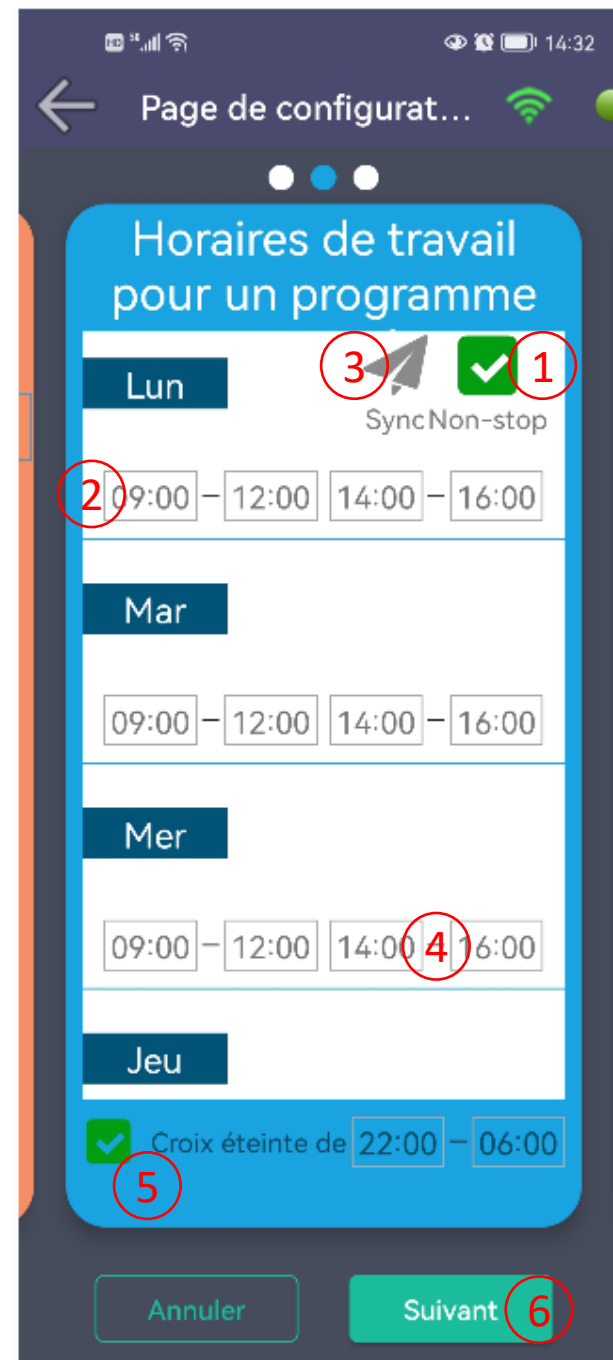 14:32
Page de configurat...
Horaires de travail
pour un programme
Lun
3
1
Sync Non-stop
2
09:00 - 12:00 14:00 - 16:00
Mar
09:00 - 12:00 14:00 - 16:00
Mer
09:00 - 12:00 14:00 4 16:00
Jeu
Croix éteinte de 22:00 - 06:00
5
Annuler
Suivant
6